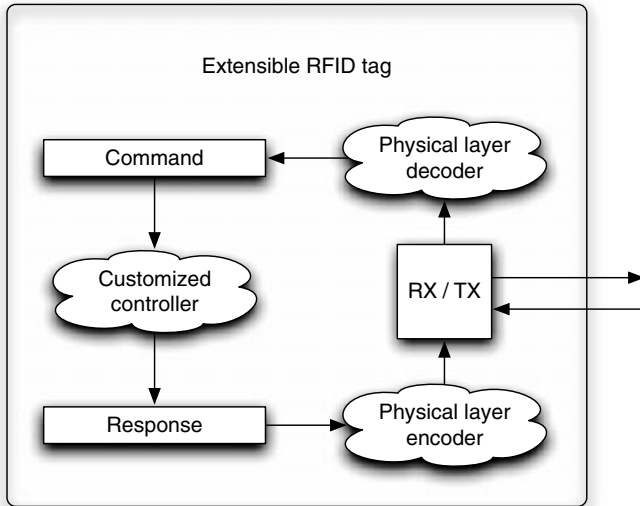 Extensible RFID tag
Command
Physical layer
decoder
Customized
controller
RX / TX
Response
Physical layer
encoder